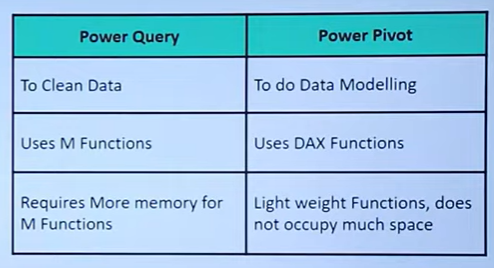 Power Query
Power Pivot
To Clean Data
To do Data Modelling
Uses M Functions
Uses DAX Functions
Requires More memory for
M Functions
Light weight Functions, does
not occupy much space